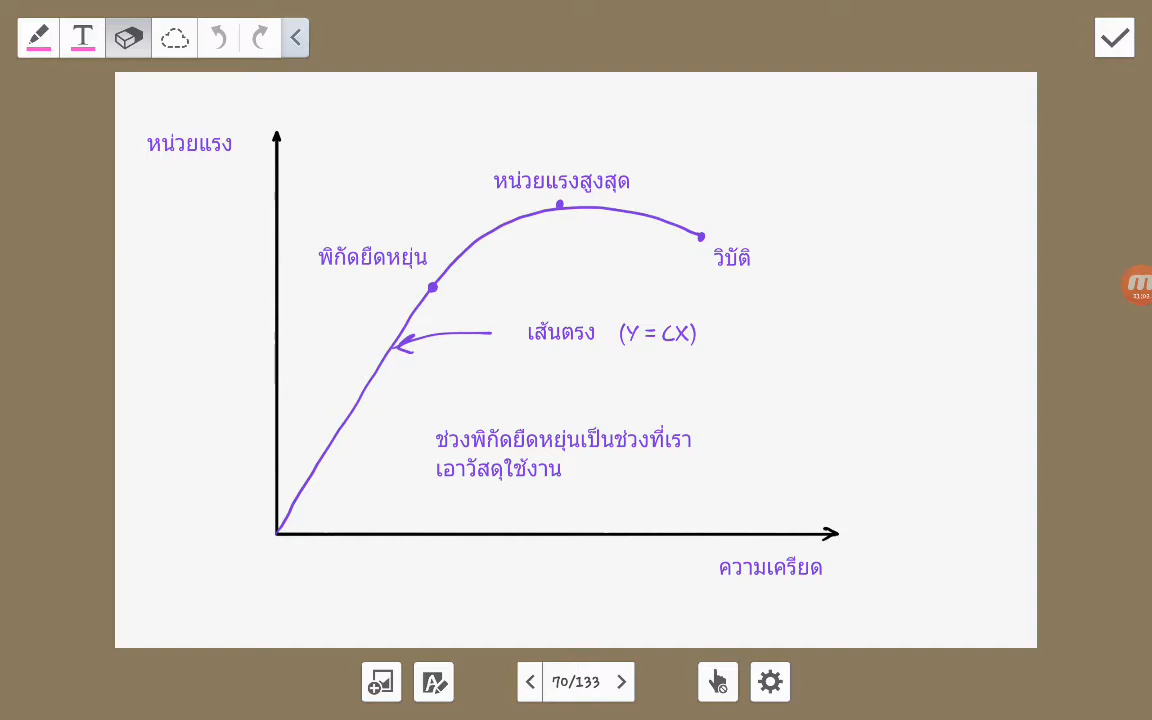 หน่วยแรง
หน่วยแรงสูงสุด
พิกัดยืดหยุ่น
วิบัติ
เส้นตรง (Y = CX)
ช่วงพิกัดยืดหยุ่นเป็นช่วงที่เรา
เอาวัสดุใช้งาน
ความเครียด
70/133